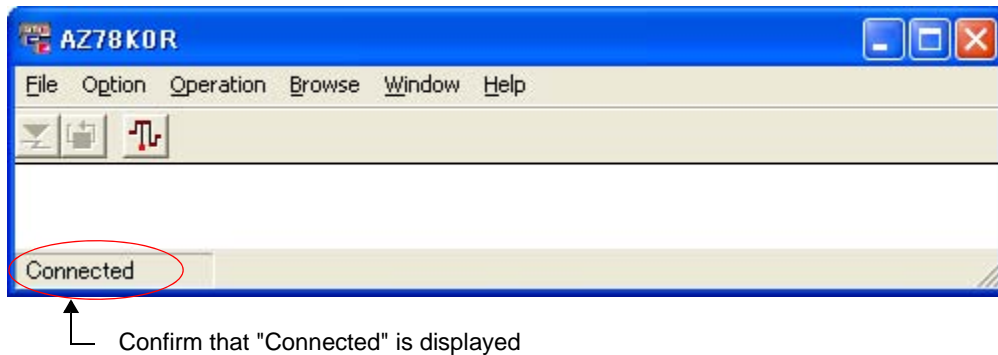 AZ78K0R
File Option Operation Browse Window Help
Connected
Confirm that "Connected" is displayed